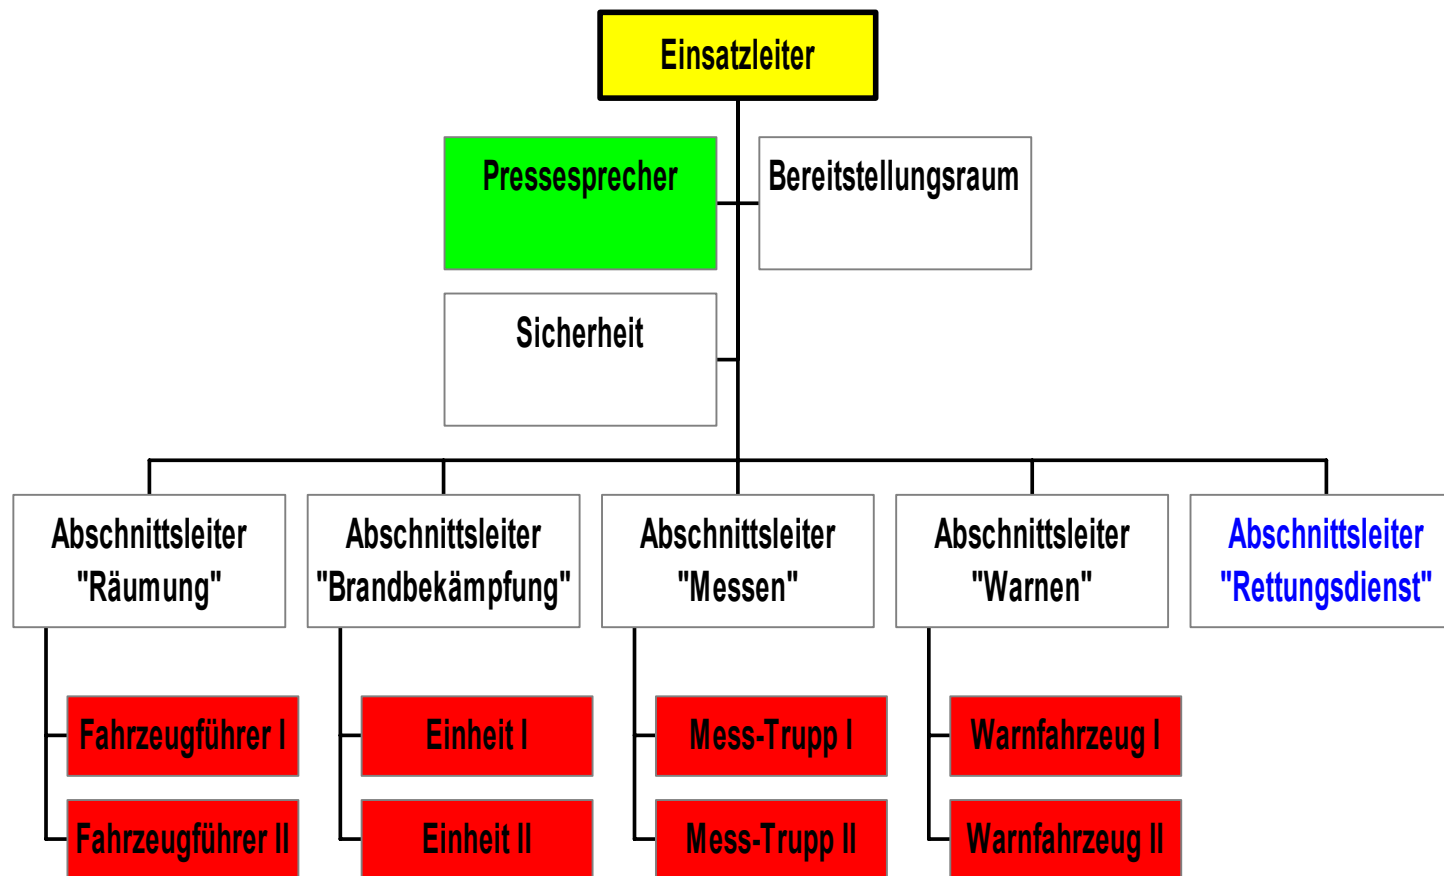 Einsatzleiter
Pressesprecher
Bereitstellungsraum
Sicherheit
Abschnittsleiter
"Räumung"
Abschnittsleiter
"Brandbekämpfung"
Abschnittsleiter
"Messen"
Abschnittsleiter
"Warnen"
Abschnittsleiter
"Rettungsdienst"
Fahrzeugführer I
Einheit I
Mess-Trupp I
Warnfahrzeug I
Fahrzeugführer II
Einheit II
Mess-Trupp II
Warnfahrzeug II